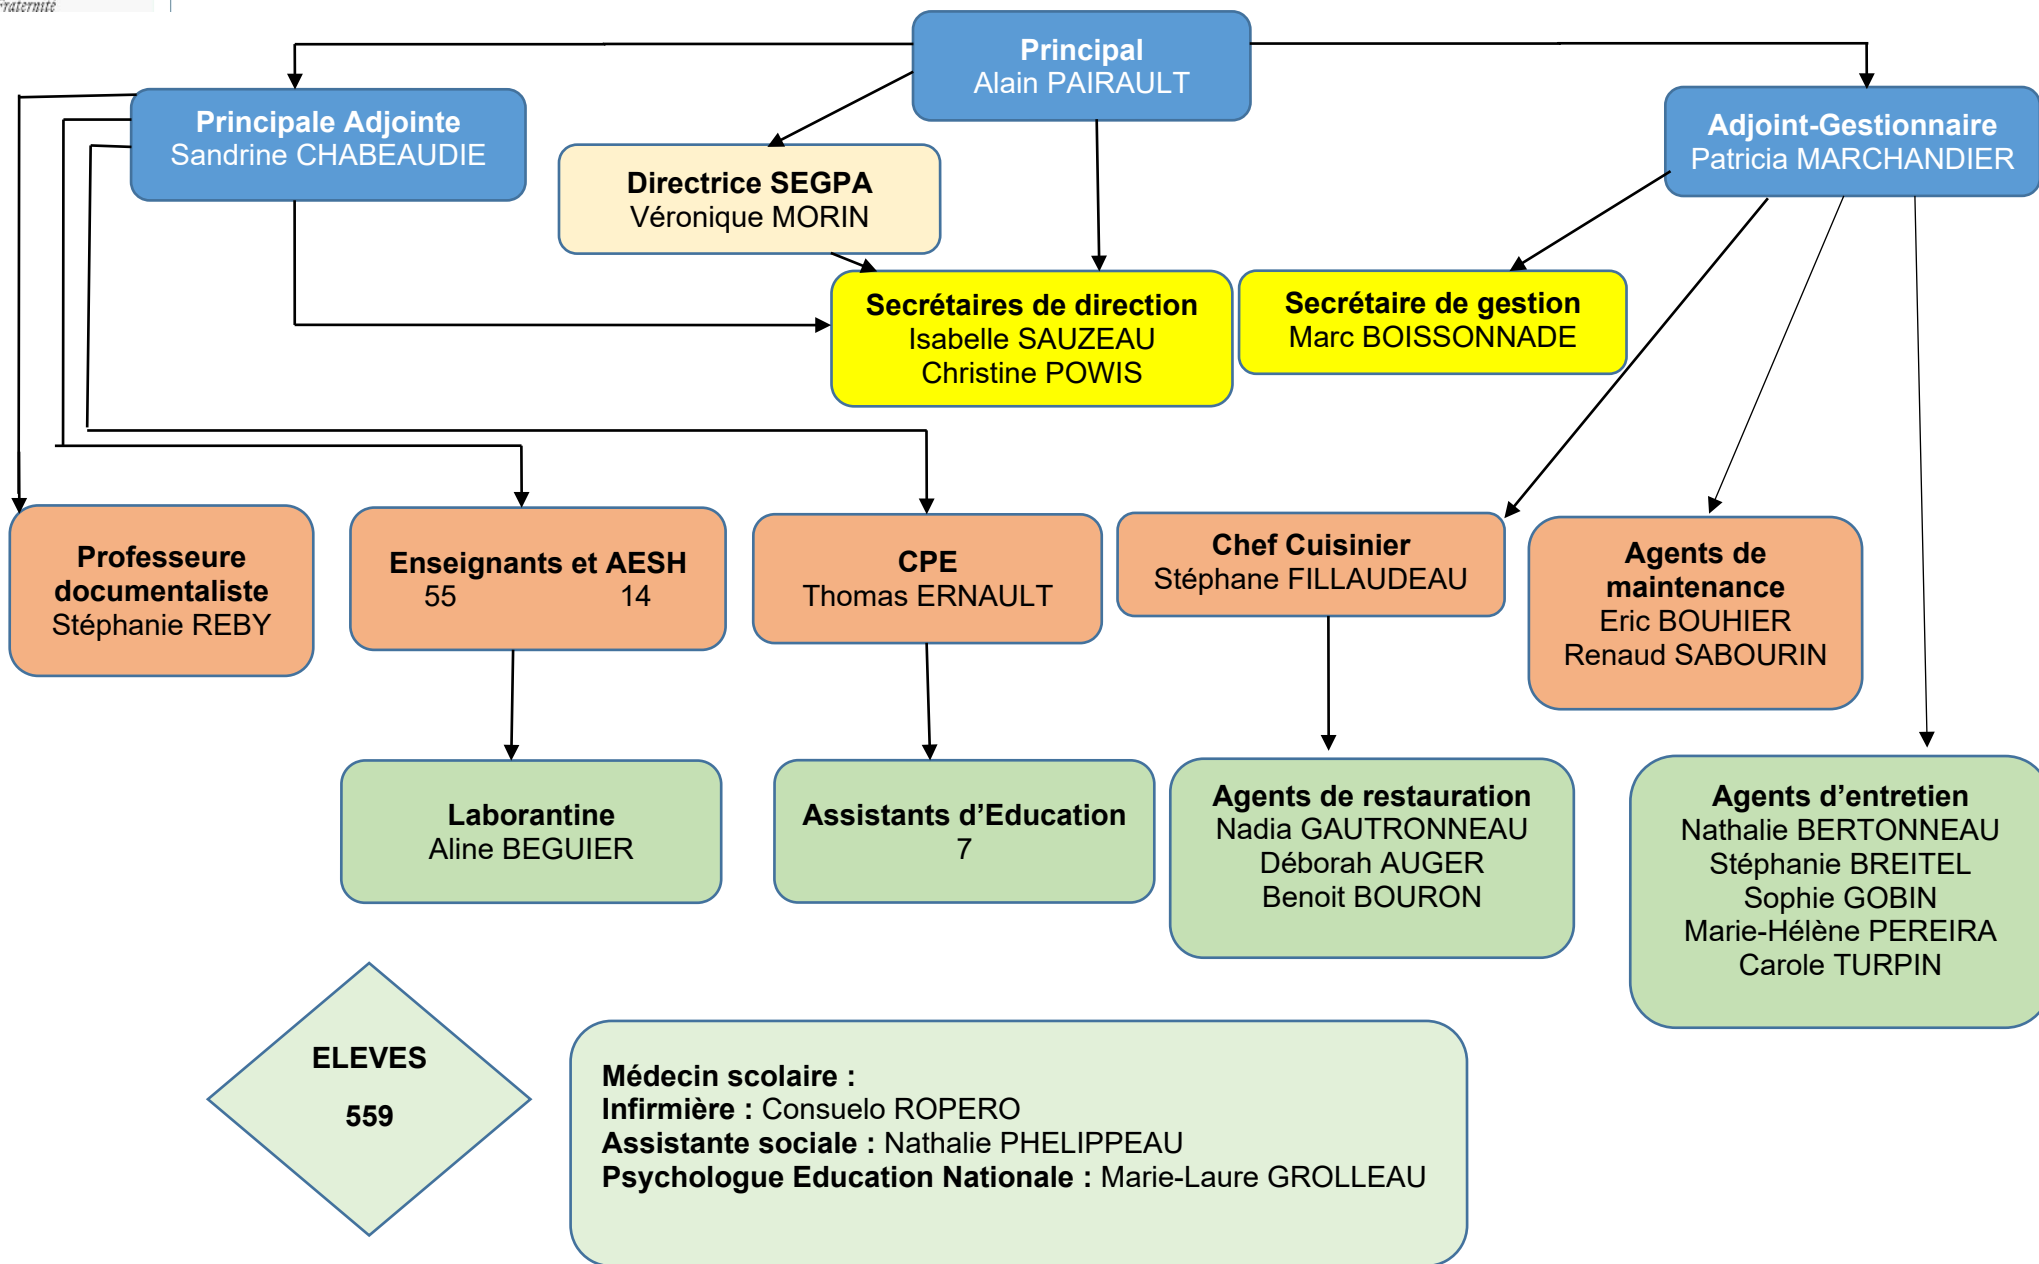 Fraternité
Principal
Alain PAIRAULT
Principale Adjointe
Sandrine CHABEAUDIE
Adjoint-Gestionnaire
Patricia MARCHANDIER
Directrice SEGPA
Véronique MORIN
Secrétaires de direction
Isabelle SAUZEAU
Christine POWIS
Secrétaire de gestion
Marc BOISSONNADE
Professeure
documentaliste
Stéphanie REBY
Enseignants et AESH
55 14
CPE
Thomas ERNAULT
Chef Cuisinier
Stéphane FILLAUDEAU
Agents de
maintenance
Eric BOUHIER
Renaud SABOURIN
Laborantine
Aline BEGUIER
Assistants d’Education
7
Agents de restauration
Nadia GAUTRONNEAU
Déborah AUGER
Benoit BOURON
Agents d’entretien
Nathalie BERTONNEAU
Stéphanie BREITEL
Sophie GOBIN
Marie-Hélène PEREIRA
Carole TURPIN
ELEVES
559
Médecin scolaire :
Infirmière : Consuelo ROPERO
Assistante sociale : Nathalie PHELIPPEAU
Psychologue Education Nationale : Marie-Laure GROLLEAU